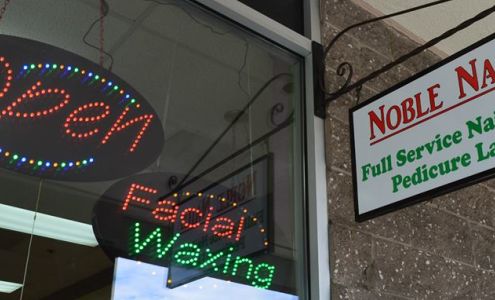 Open
Facial
Waxing
NOBLE NA
Full Service Na
Pedicure La